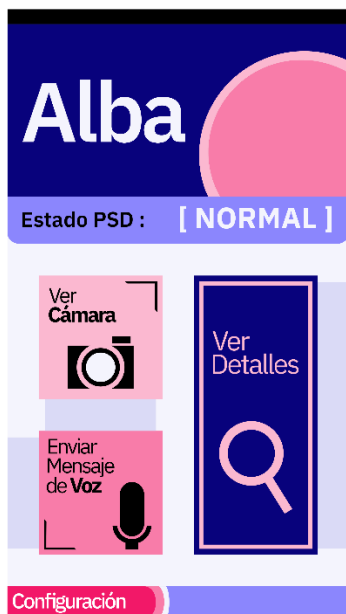 Alba
Estado PSD : [ NORMAL ]
Ver
Cámara
Ver
Detalles
Enviar
Mensaje
de Voz
Configuración